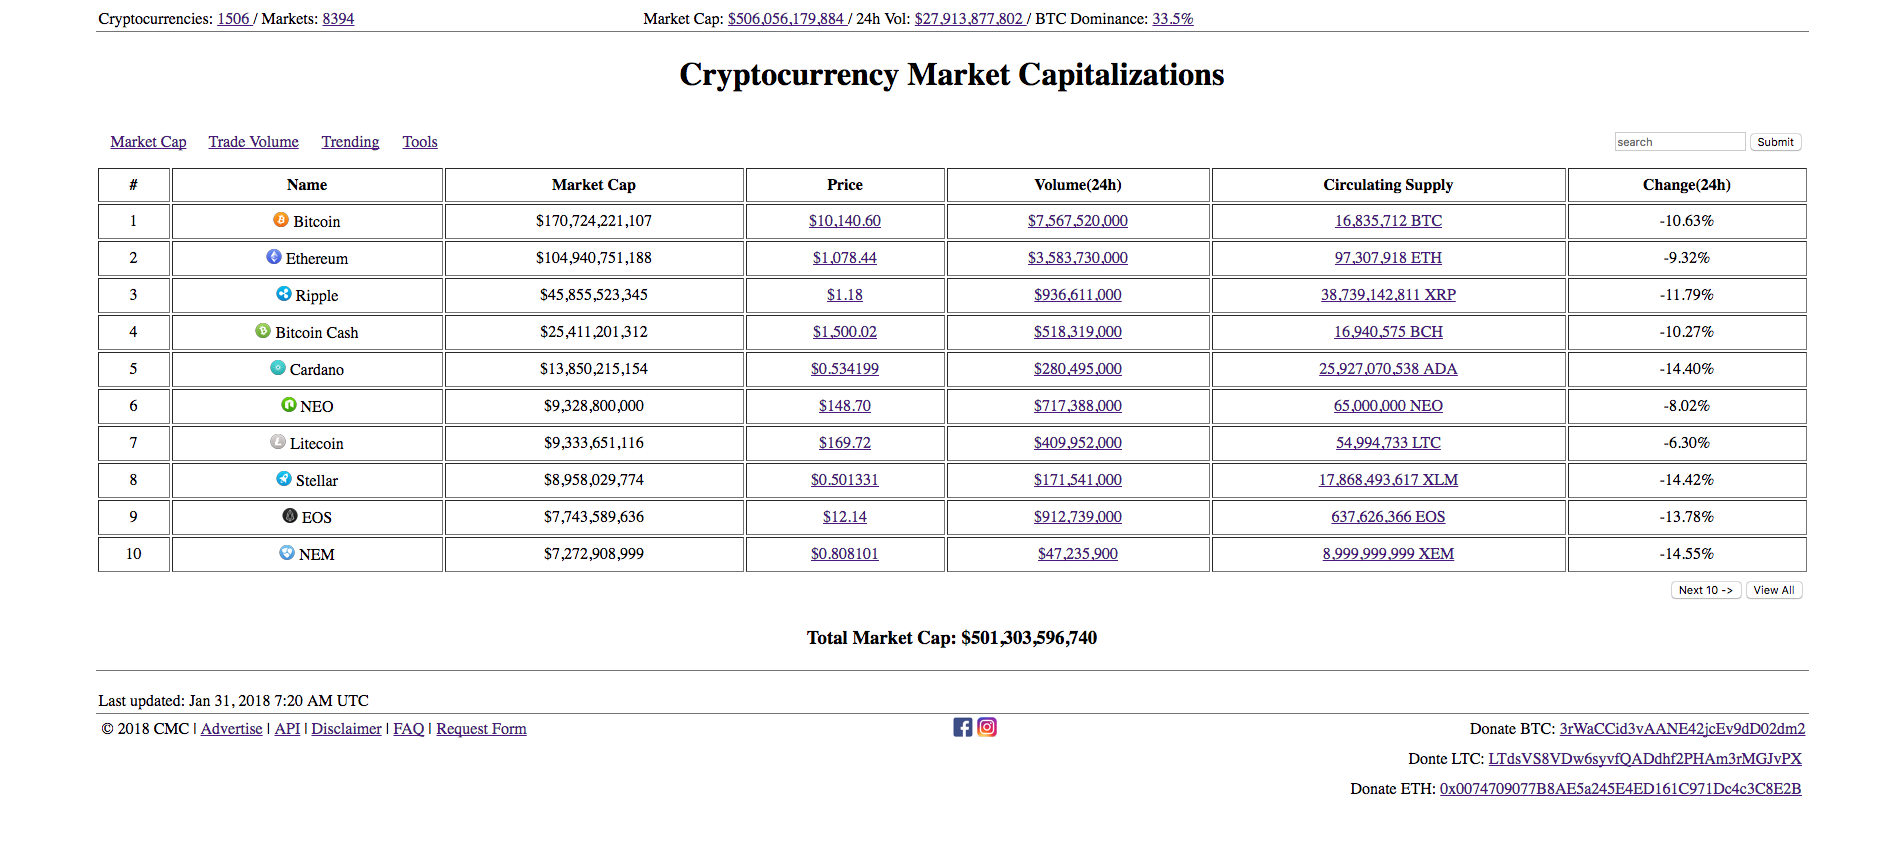 Cryptocurrencies: 1506 / Markets: 8394 Market Cap: $506,056,179,884 / 24h Vol: $27,913,877,802 / BTC Dominance: 33.5%
Cryptocurrency Market Capitalizations
Market Cap Trade Volume Trending Tools search Submit
# Name Market Cap Price Volume(24h) Circulating Supply Change(24h)
1 Bitcoin $170,724,221,107 $10,140.60 $7,567,520,000 16,835,712 BTC -10.63%
2 Ethereum $104,940,751,188 $1,078.44 $3,583,730,000 97,307,918 ETH -9.32%
3 Ripple $45,855,523,345 $1.18 $936,611,000 38,739,142,811 XRP -11.79%
4 Bitcoin Cash $25,411,201,312 $1,500.02 $518,319,000 16,940,575 BCH -10.27%
5 Cardano $13,850,215,154 $0.534199 $280,495,000 25,927,070,538 ADA -14.40%
6 NEO $9,328,800,000 $148.70 $717,388,000 65,000,000 NEO -8.02%
7 Litecoin $9,333,651,116 $169.72 $409,952,000 54,994,733 LTC -6.30%
8 Stellar $8,958,029,774 $0.501331 $171,541,000 17,868,493,617 XLM -14.42%
9 EOS $7,743,589,636 $12.14 $912,739,000 637,626,366 EOS -13.78%
10 NEM $7,272,908,999 $0.808101 $47,235,900 8,999,999,999 XEM -14.55%
Next 10 -> View All
Total Market Cap: $501,303,596,740
Last updated: Jan 31, 2018 7:20 AM UTC
© 2018 CMC | Advertise | API | Disclaimer | FAQ | Request Form Donate BTC: 3rWaCCid3vAANE42jcEv9dD02dm2
Donte LTC: LTdsVS8VDw6syvfQADdhf2PHAm3rMGJvPX
Donate ETH: 0x0074709077B8AE5a245E4ED161C971Dc4c3C8E2B